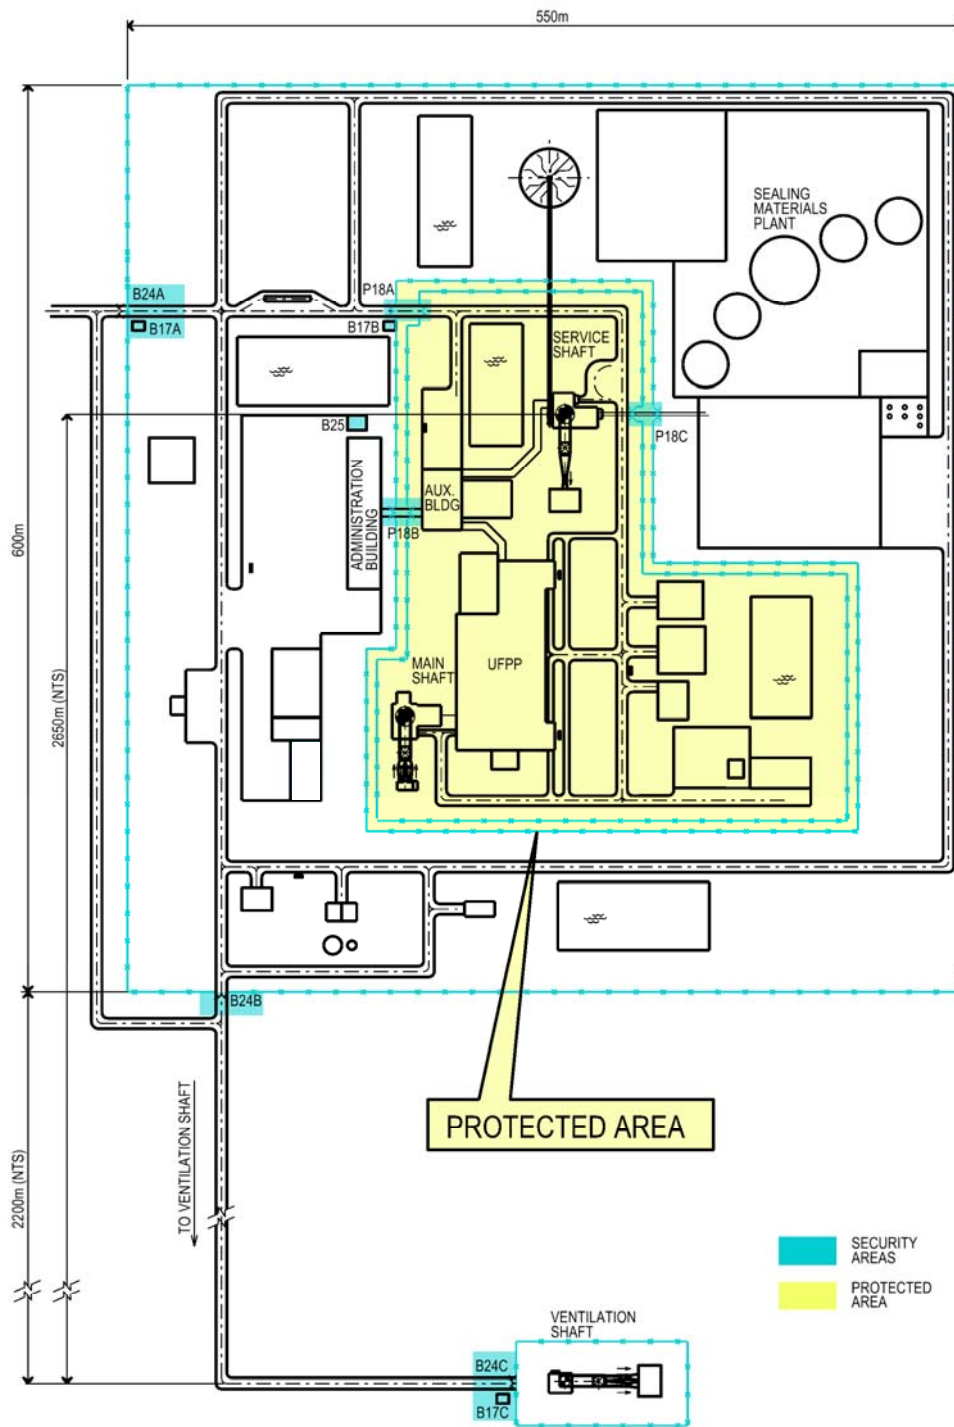 550m
SEALING
MATERIALS
PLANT
B24A
P18A
B17A
B17B
SERVICE
SHAFT
B25
P18C
AUX.
BLDG
ADMINISTRATION
BUILDING
P18B
600m
2650m (NTS)
MAIN
SHAFT
UFPP
B24B
PROTECTED AREA
TO VENTILATION SHAFT
2200m (NTS)
SECURITY
AREAS
PROTECTED
AREA
VENTILATION
SHAFT
B24C
B17C